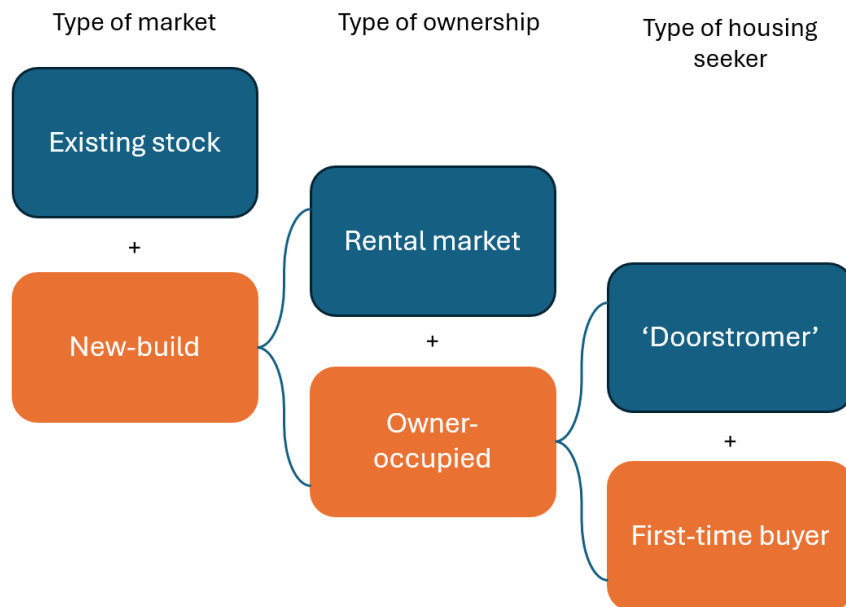 Type of market
Type of ownership
Type of housing
seeker
Existing stock
+
New-build
Rental market
+
Owner-
occupied
‘Doorstromer’
+
First-time buyer